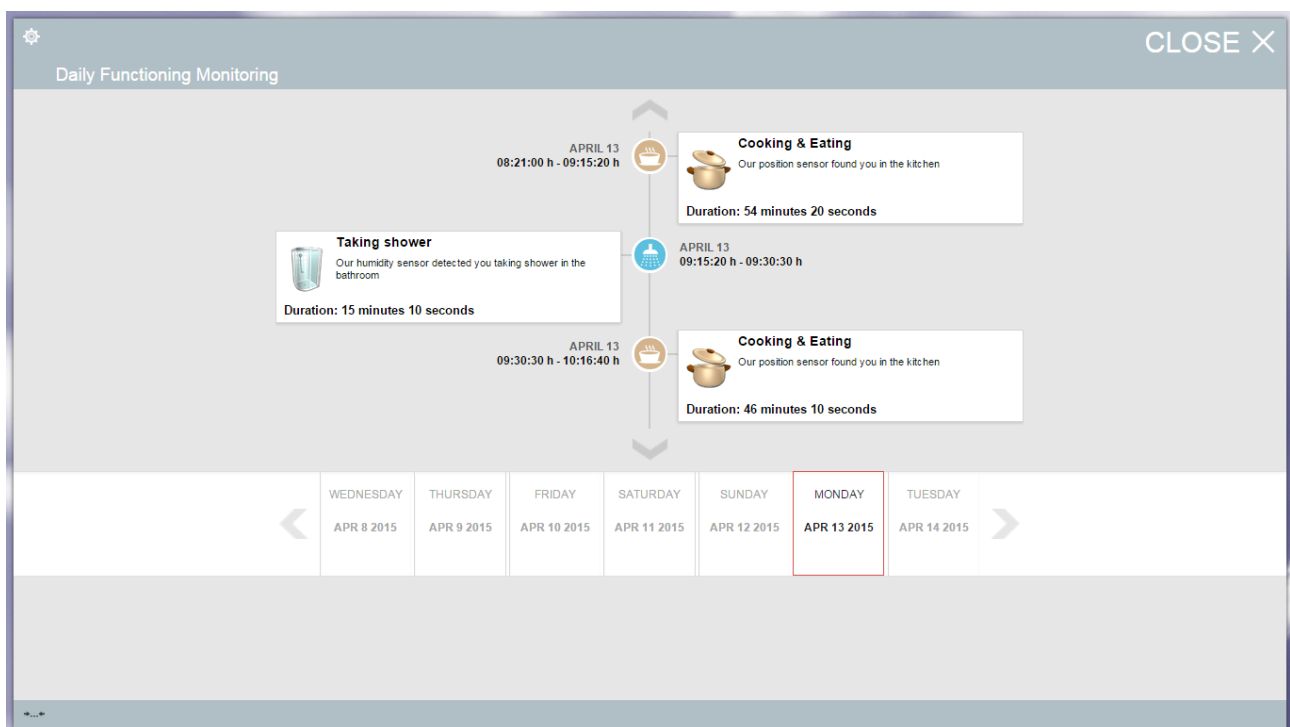 CLOSE
Daily Functioning Monitoring
APRIL 13
08:21:00 h - 09:15:20 h
Cooking & Eating
Our position sensor found you in the kitchen
Duration: 54 minutes 20 seconds
Taking shower
Our humidity sensor detected you taking shower in the
bathroom
Duration: 15 minutes 10 seconds
APRIL 13
09:15:20 h - 09:30:30 h
APRIL 13
09:30:30 h - 10:16:40 h
Cooking & Eating
Our position sensor found you in the kitchen
Duration: 46 minutes 10 seconds
WEDNESDAY THURSDAY FRIDAY SATURDAY SUNDAY MONDAY TUESDAY
APR 8 2015 APR 9 2015 APR 10 2015 APR 11 2015 APR 12 2015 APR 13 2015 APR 14 2015